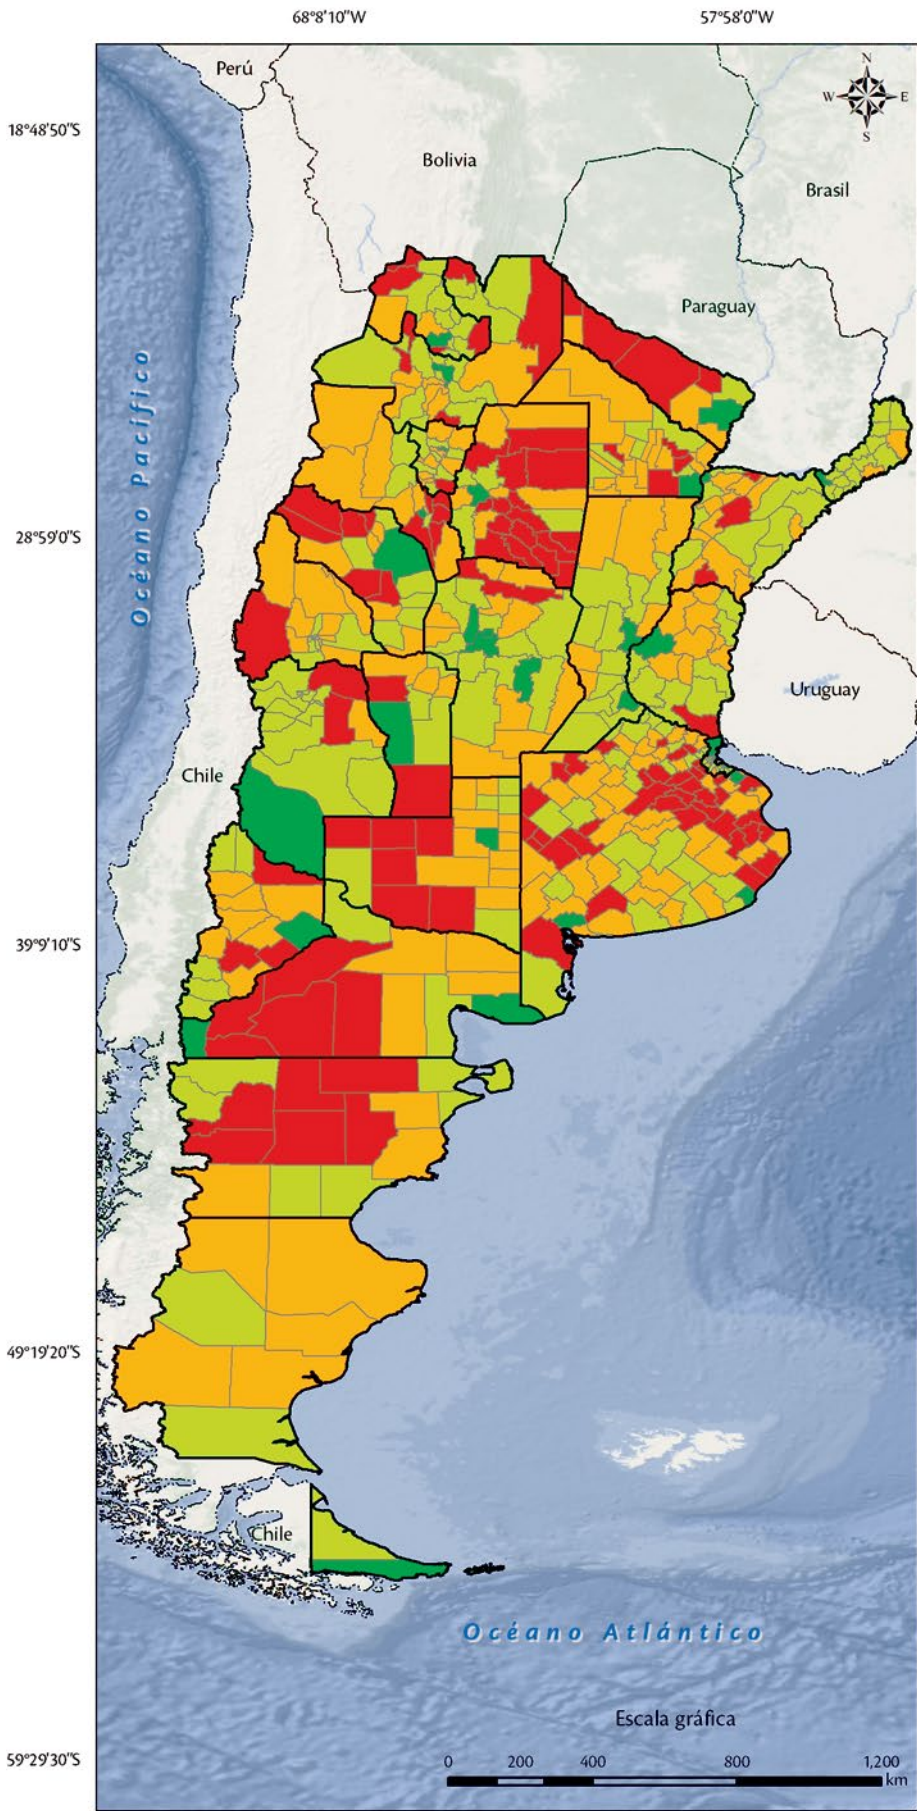 68°8'10"W 57°58'0"W
Perú
N
W E
S
18°48'50"S
Bolivia
Brasil
Paraguay
Océano Pacífico
28°59'0"S
Uruguay
Chile
39°9'10"S
49°19'20"S
Chile
Océano Atlántico
Escala gráfica
59°29'30"S
0 200 400 800 1,200
km